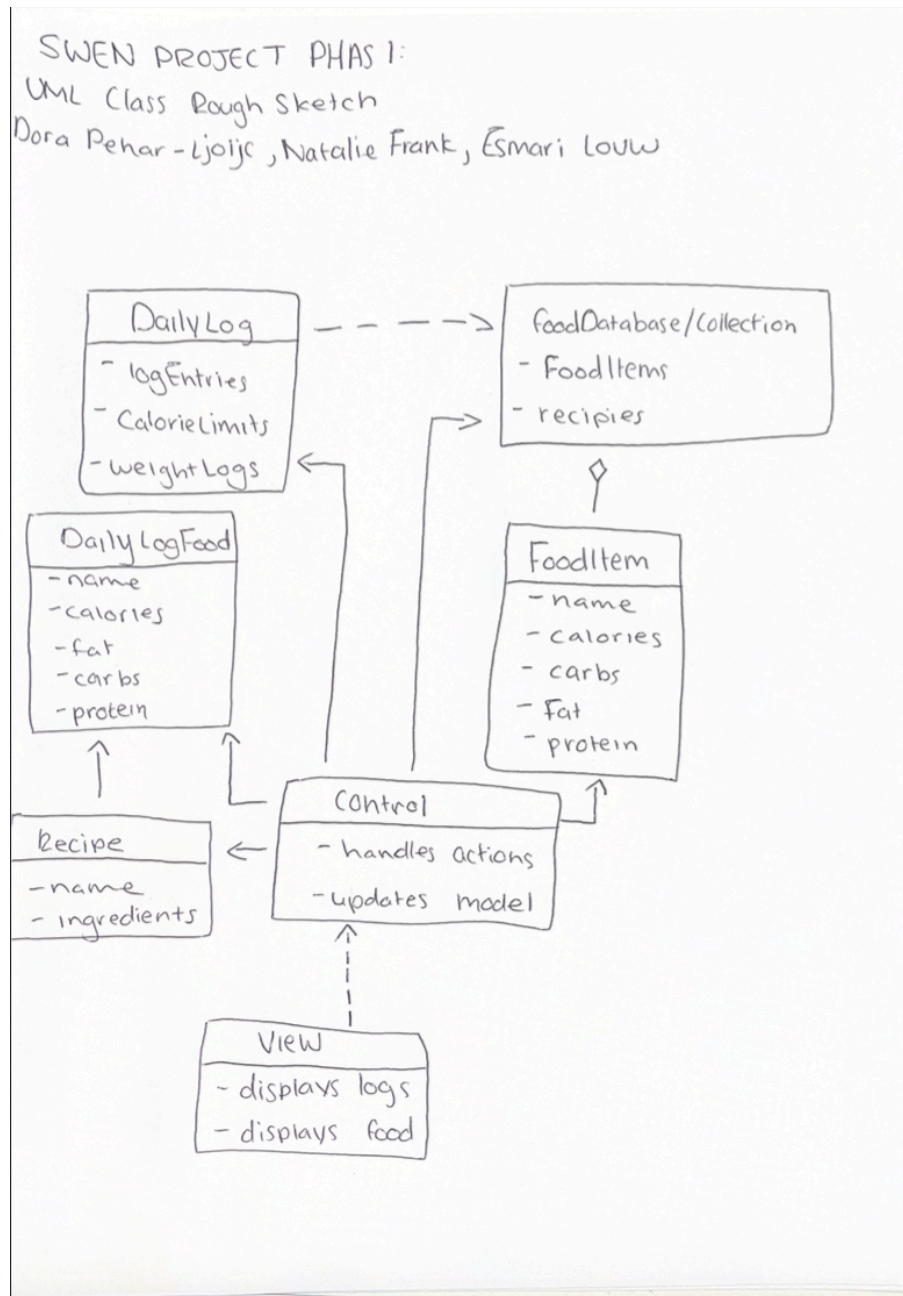 SWEN PROJECT PHAS 1:
UML Class Rough Sketch
Dora Pehar-Ljoljc, Natalie Frank, Esmari Louw
DailyLog
- logEntries
- CalorieLimits
- weightLogs
foodDatabase/Collection
- FoodItems
- recipies
DailyLogFood
- name
- calories
- fat
- carbs
- protein
FoodItem
- name
- calories
- carbs
- Fat
- protein
Control
- handles actions
- updates model
Recipe
- name
- ingredients
View
- displays logs
- displays food